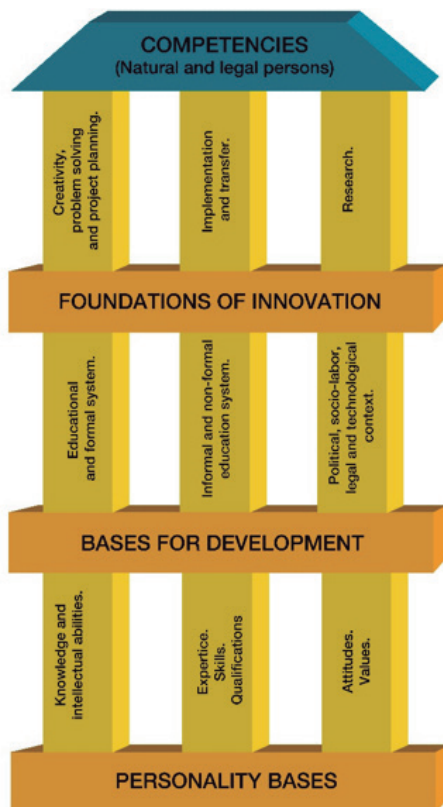 COMPETENCIES
(Natural and legal persons)
Creativity,
problem solving
and project planning.
Implementation
and transfer.
Research.
FOUNDATIONS OF INNOVATION
Educational
and formal system.
Informal and non-formal
education system.
Political, socio-labor,
legal and technological
context.
BASES FOR DEVELOPMENT
Knowledge and
intellectual abilities.
Expertice.
Skills.
Qualifications
Attitudes.
Values.
PERSONALITY BASES